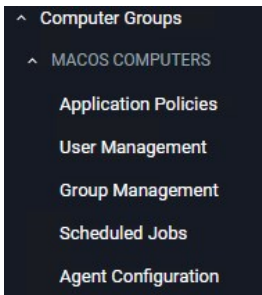 Computer Groups
MACOS COMPUTERS
Application Policies
User Management
Group Management
Scheduled Jobs
Agent Configuration